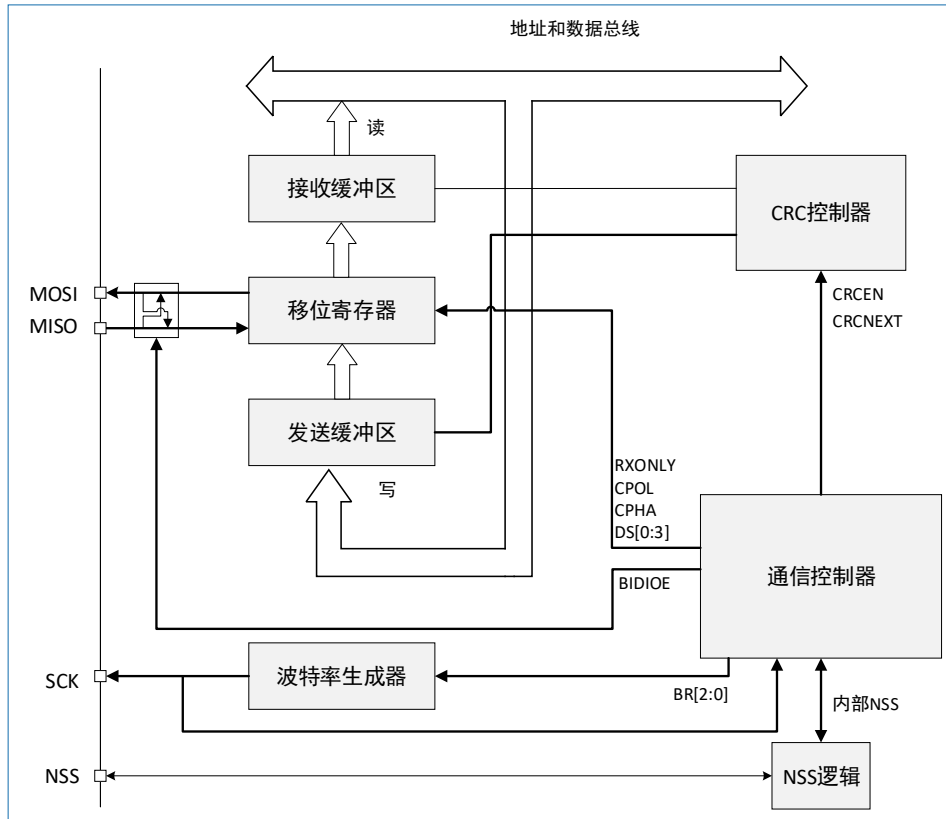 地址和数据总线
读
接收缓冲区
CRC控制器
MOSI
移位寄存器
CRCEN
MISO
CRCNEXT
发送缓冲区
写
RXONLY
CPOL
CPHA
DS[0:3]
通信控制器
BIDIOE
SCK
波特率生成器
BR[2:0]
内部NSS
NSS
NSS逻辑